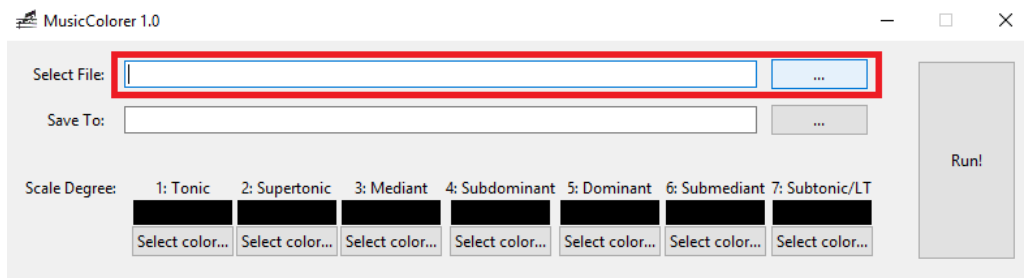 MusicColorer 1.0
Select File:
...
Save To:
...
Run!
Scale Degree: 1: Tonic 2: Supertonic 3: Mediant 4: Subdominant 5: Dominant 6: Submediant 7: Subtonic/LT
Select color... Select color... Select color... Select color... Select color... Select color... Select color...